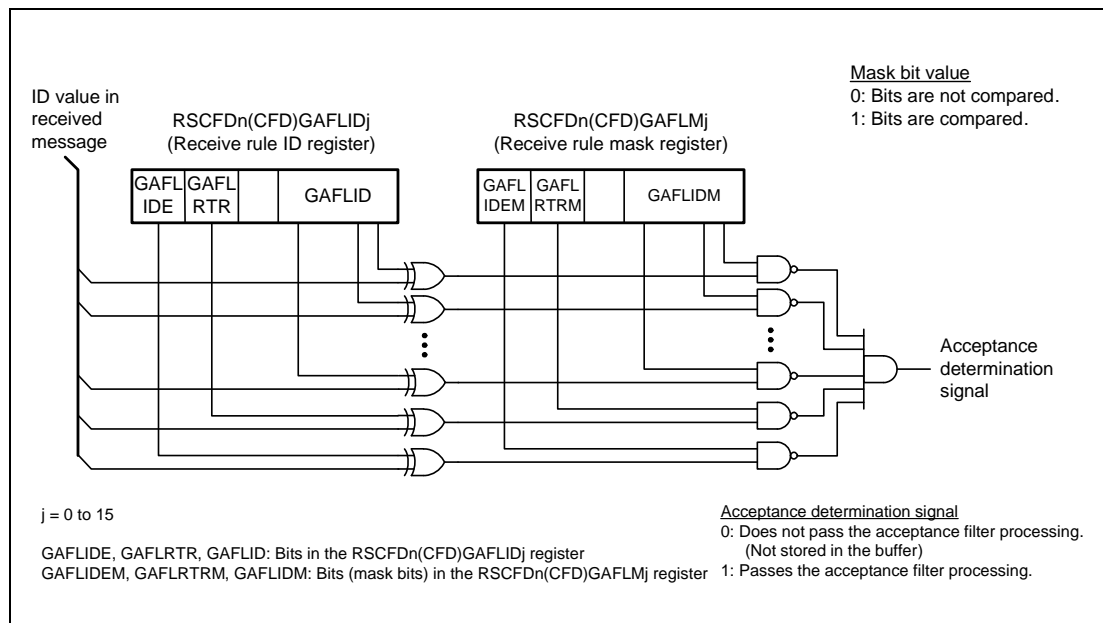 Mask bit value
0: Bits are not compared.
1: Bits are compared.
ID value in
received
message
RSCFDn(CFD)GAFLIDj
(Receive rule ID register)
RSCFDn(CFD)GAFLMj
(Receive rule mask register)
GAFL
IDE
GAFL
RTR
GAFLID
GAFL
IDEM
GAFL
RTRM
GAFLIDM
Acceptance
determination
signal
j = 0 to 15
GAFLIDE, GAFLRTR, GAFLID: Bits in the RSCFDn(CFD)GAFLIDj register
GAFLIDEM, GAFLRTRM, GAFLIDM: Bits (mask bits) in the RSCFDn(CFD)GAFLMj register
Acceptance determination signal
0: Does not pass the acceptance filter processing.
(Not stored in the buffer)
1: Passes the acceptance filter processing.